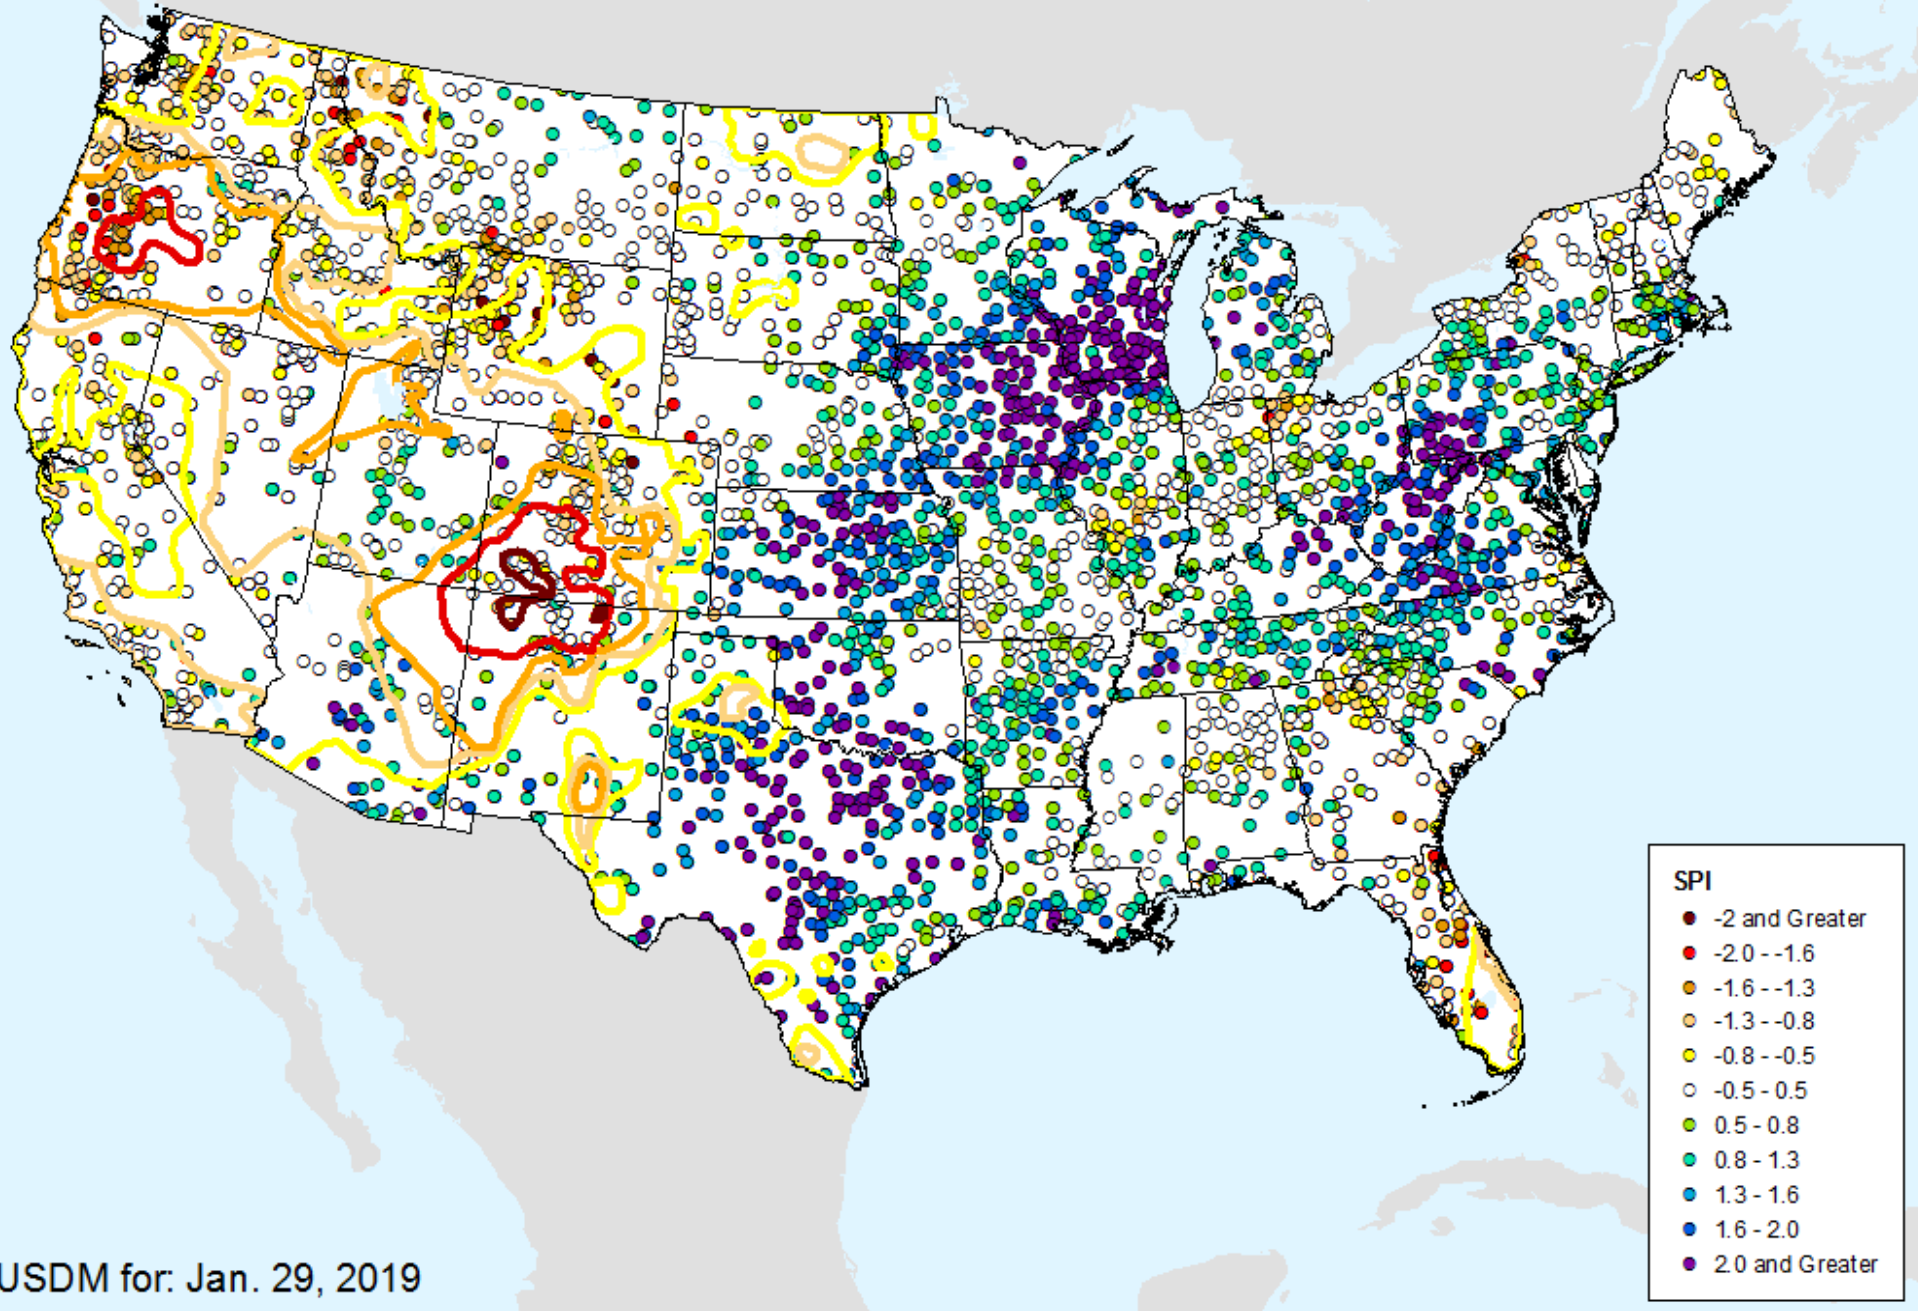 SPI
-2 and Greater
-2.0 - -1.6
-1.6 - -1.3
-1.3 - -0.8
-0.8 - -0.5
-0.5 - 0.5
0.5 - 0.8
0.8 - 1.3
1.3 - 1.6
1.6 - 2.0
2.0 and Greater
USDM for: Jan. 29, 2019